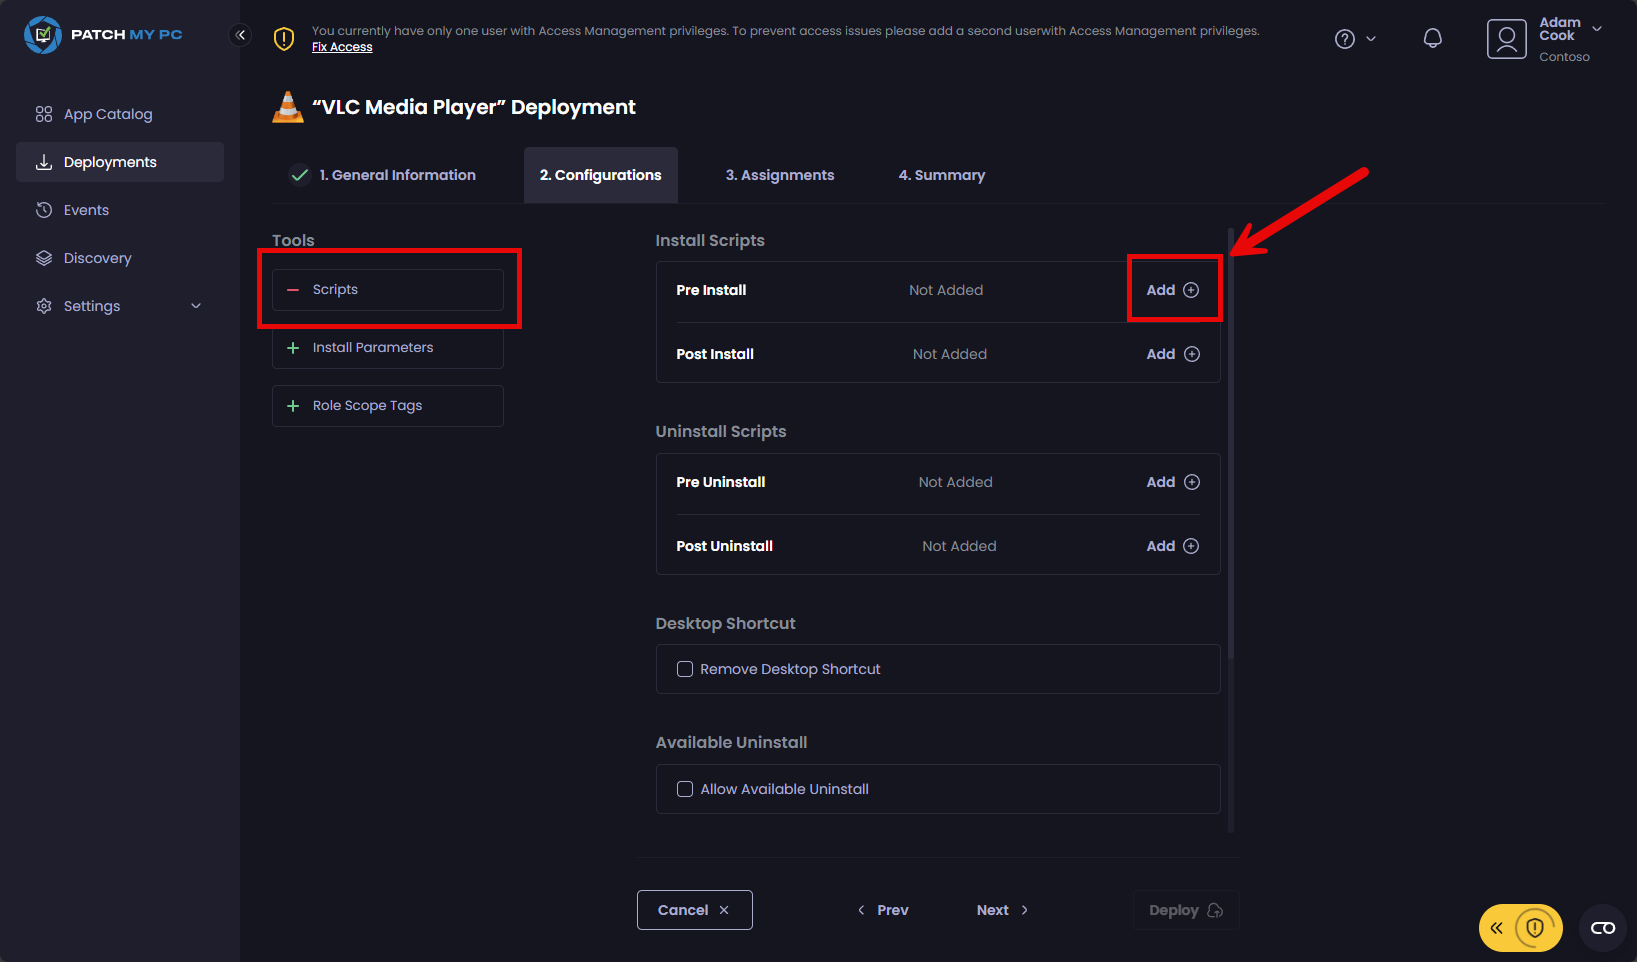 PATCH MY PC
You currently have only one user with Access Management privileges. To prevent access issues please add a second userwith Access Management privileges.
Fix Access
Adam
Cook
Contoso
App Catalog
Deployments
Events
Discovery
Settings
“VLC Media Player” Deployment
1. General Information
2. Configurations
3. Assignments
4. Summary
Tools
Scripts
Install Parameters
Role Scope Tags
Install Scripts
Pre Install Not Added Add
Post Install Not Added Add
Uninstall Scripts
Pre Uninstall Not Added Add
Post Uninstall Not Added Add
Desktop Shortcut
Remove Desktop Shortcut
Available Uninstall
Allow Available Uninstall
Cancel
Prev
Next
Deploy